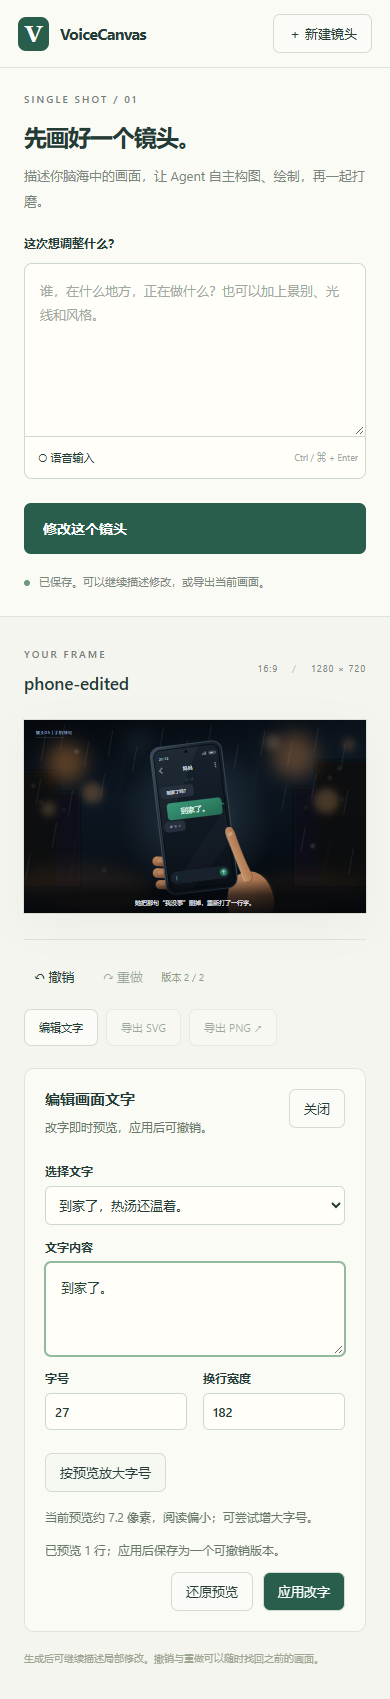 V VoiceCanvas
+ 新建镜头
SINGLE SHOT / 01
先画好一个镜头。
描述你脑海中的画面，让 Agent 自主构图、绘制，再一起打
磨。
这次想调整什么？
谁，在什么地方，正在做什么？也可以加上景别、光
线和风格。
语音输入
Ctrl / ⌘ + Enter
修改这个镜头
已保存。可以继续描述修改，或导出当前画面。
YOUR FRAME
16:9 / 1280 × 720
phone-edited
妈妈
到家了吗？
到家了。
她把那句“我没事”删掉，重新打了一行字。
↶ 撤销
↷ 重做
版本 2 / 2
编辑文字
导出 SVG
导出 PNG ↗
编辑画面文字
关闭
改字即时预览，应用后可撤销。
选择文字
到家了，热汤还温着。
文字内容
到家了。
字号
换行宽度
27
182
按预览放大字号
当前预览约 7.2 像素，阅读偏小；可尝试增大字号。
已预览 1 行；应用后保存为一个可撤销版本。
还原预览
应用改字
生成后可继续描述局部修改。撤销与重做可以随时找回之前的画面。